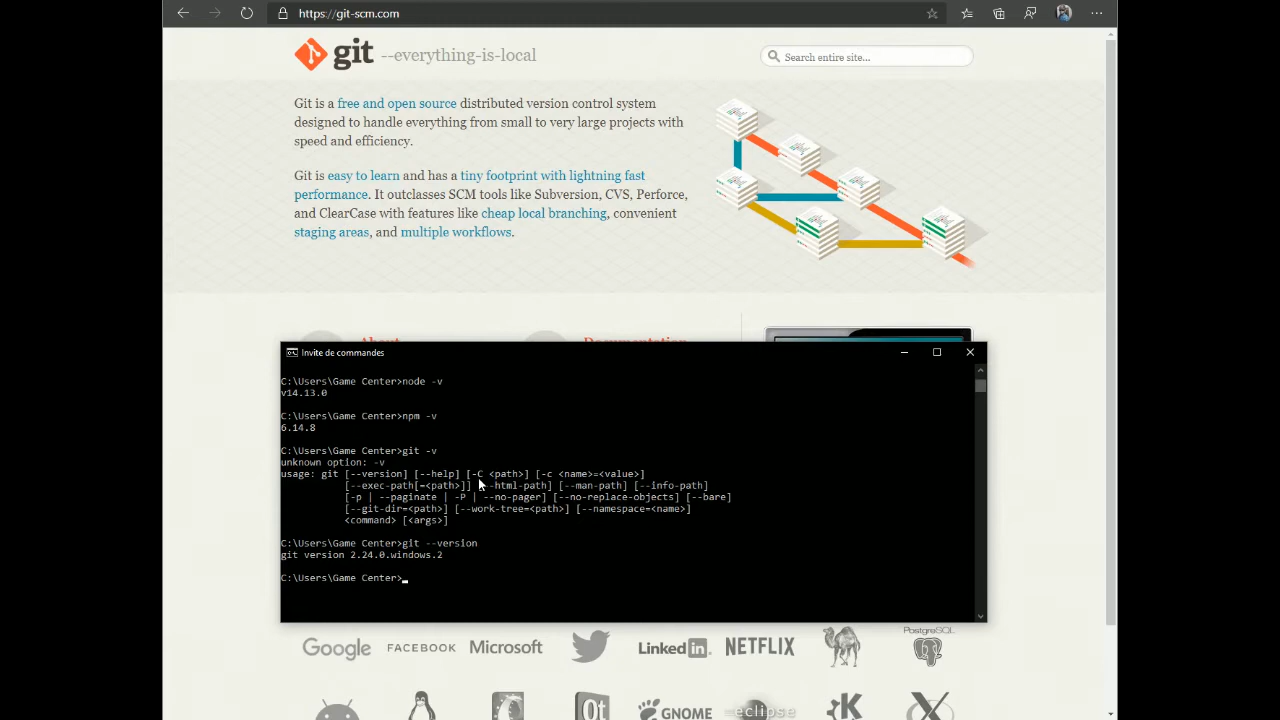 https://git-scm.com
git --everything-is-local
Search entire site...
Git is a free and open source distributed version control system
designed to handle everything from small to very large projects with
speed and efficiency.
Git is easy to learn and has a tiny footprint with lightning fast
performance. It outclasses SCM tools like Subversion, CVS, Perforce,
and ClearCase with features like cheap local branching, convenient
staging areas, and multiple workflows.
About
Documentation
Invite de commandes
C:\Users\Game Center>node -v
v14.13.0
C:\Users\Game Center>npm -v
6.14.8
C:\Users\Game Center>git -v
unknown option: -v
usage: git [--version] [--help] [-C <path>] [-c <name>=<value>]
[--exec-path[=<path>]] [--html-path] [--man-path] [--info-path]
[-p | --paginate | -P | --no-pager] [--no-replace-objects] [--bare]
[--git-dir=<path>] [--work-tree=<path>] [--namespace=<name>]
<command> [<args>]
C:\Users\Game Center>git --version
git version 2.24.0.windows.2
C:\Users\Game Center>
Google FACEBOOK Microsoft LinkedIn NETFLIX PostgreSQL
Qt GNOME eclipse K X